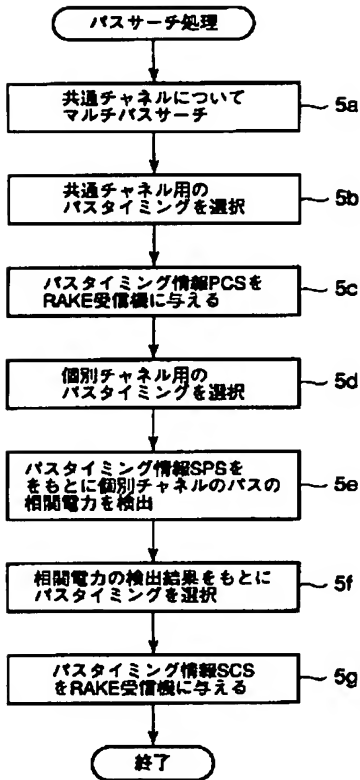 パスサーチ処理
共通チャネルについて
マルチパスサーチ
5a
共通チャネル用の
パスタイミングを選択
5b
パスタイミング情報PCSを
RAKE受信機に与える
5c
個別チャネル用の
パスタイミングを選択
5d
パスタイミング情報SPSを
をもとに個別チャネルのパスの
相関電力を検出
5e
相関電力の検出結果をもとに
パスタイミングを選択
5f
パスタイミング情報SCS
をRAKE受信機に与える
5g
終了